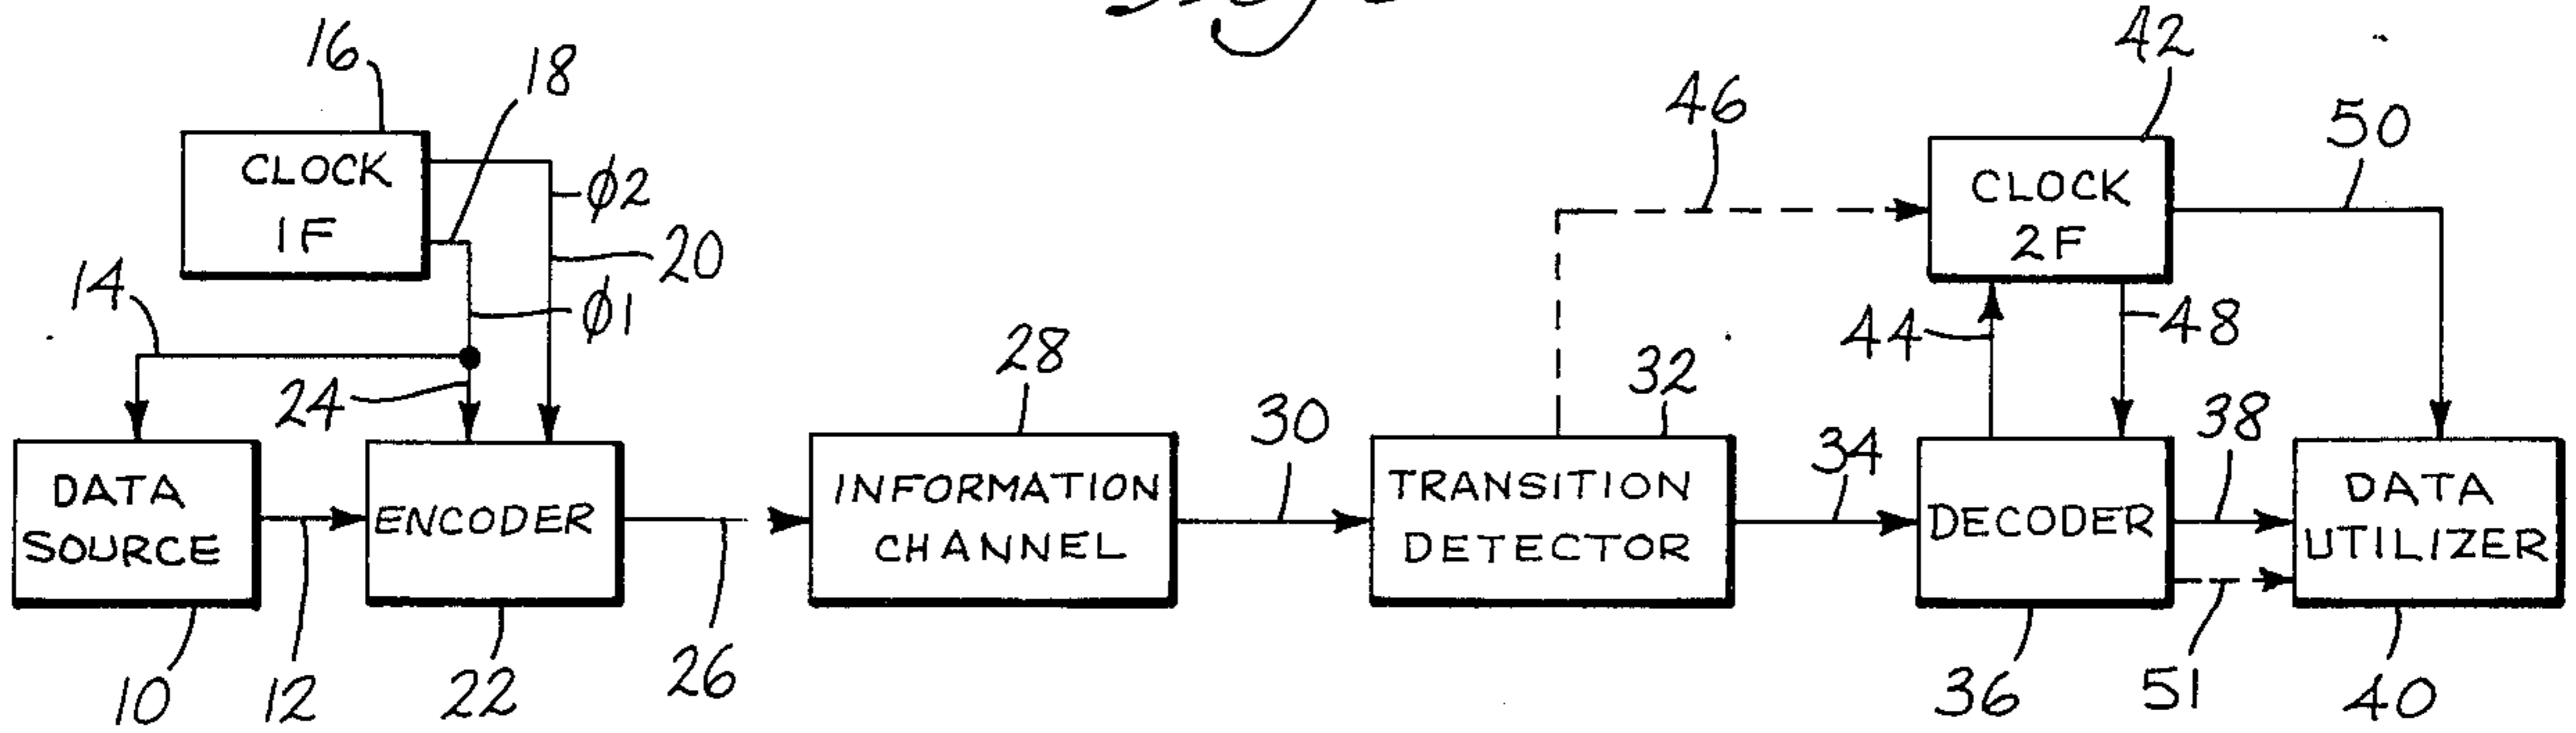 16
18
42
46
50
CLOCK
1F
φ2
CLOCK
2F
20
14
φ1
28
44
48
24
32
30
34
38
DATA
SOURCE
12
ENCODER
INFORMATION
CHANNEL
TRANSITION
DETECTOR
DECODER
DATA
UTILIZER
10
22
26
36
51
40